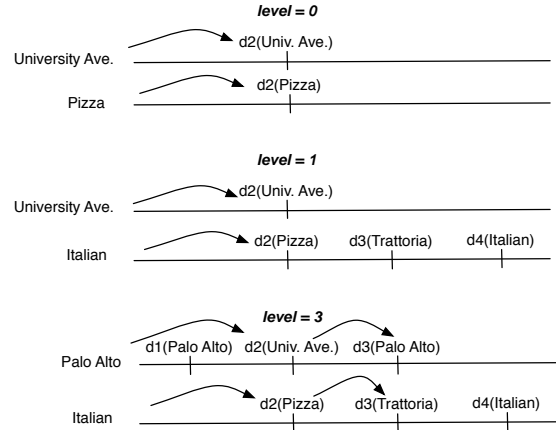 level = 0
d2(Univ. Ave.)
University Ave.
d2(Pizza)
Pizza
level = 1
d2(Univ. Ave.)
University Ave.
Italian
d2(Pizza) d3(Trattoria) d4(Italian)
level = 3
Palo Alto
d1(Palo Alto) d2(Univ. Ave.) d3(Palo Alto)
Italian
d2(Pizza) d3(Trattoria) d4(Italian)